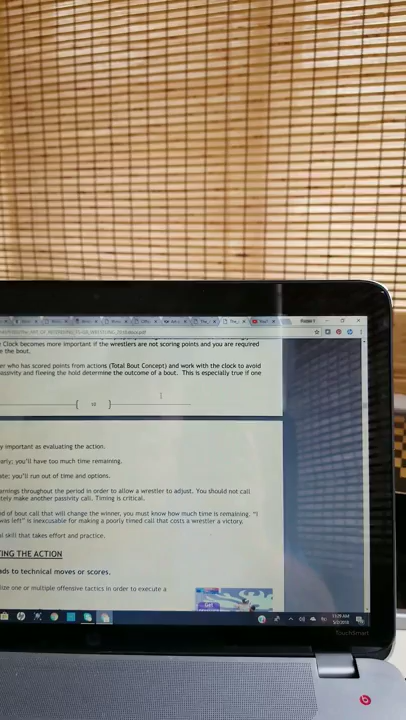 Clock becomes more important if the wrestlers are not scoring points and you are required
e the bout.
er who has scored points from actions (Total Bout Concept) and work with the clock to avoid
assivity and fleeing the hold determine the outcome of a bout. This is especially true if one
y important as evaluating the action.
arly; you'll have too much time remaining.
ate; you'll run out of time and options.
arnings throughout the period in order to allow a wrestler to adjust. You should not call
tely make another passivity call. Timing is critical.
d of bout call that will change the winner, you must know how much time is remaining. "I
was left" is inexcusable for making a poorly timed call that costs a wrestler a victory.
al skill that takes effort and practice.
TING THE ACTION
ads to technical moves or scores.
ize one or multiple offensive tactics in order to execute a
Get
TouchSmart